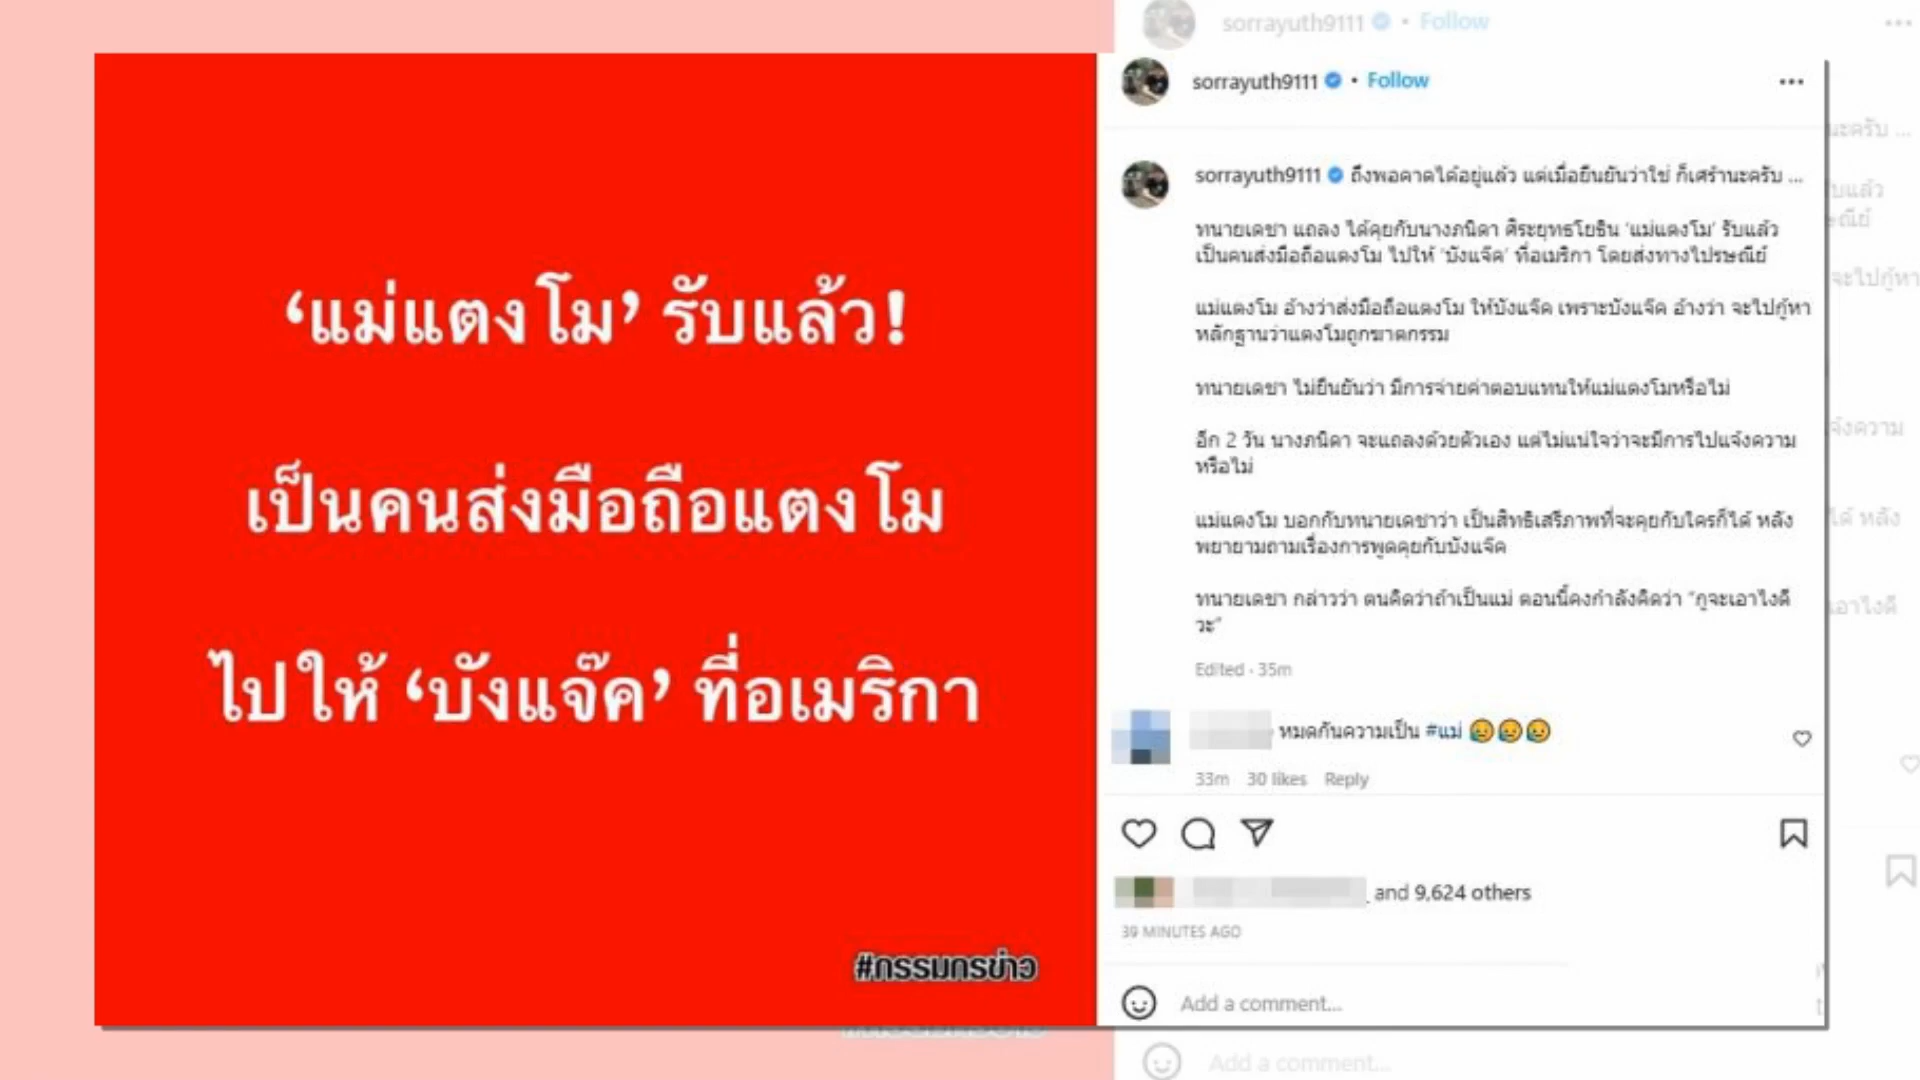 ‘แม่แตงโม’ รับแล้ว!
เป็นคนส่งมือถือแตงโม
ไปให้ ‘บังแจ๊ค’ ที่อเมริกา
#กรรมกรข่าว
sorrayuth9111 • Follow
sorrayuth9111 • Follow
sorrayuth9111 ถึงพอคาดได้อยู่แล้ว แต่เมื่อยืนยันว่าใช่ ก็เศร้านะครับ ...
ทนายเดชา แถลง ได้คุยกับนางภนิดา ศิระยุทธโยธิน ‘แม่แตงโม’ รับแล้ว
เป็นคนส่งมือถือแตงโม ไปให้ ‘บังแจ๊ค’ ที่อเมริกา โดยส่งทางไปรษณีย์
แม่แตงโม อ้างว่าส่งมือถือแตงโม ให้บังแจ๊ค เพราะบังแจ๊ค อ้างว่า จะไปกู้หา
หลักฐานว่าแตงโมถูกฆาตกรรม
ทนายเดชา ไม่ยืนยันว่า มีการจ่ายค่าตอบแทนให้แม่แตงโมหรือไม่
อีก 2 วัน นางภนิดา จะแถลงด้วยตัวเอง แต่ไม่แน่ใจว่าจะมีการไปแจ้งความ
หรือไม่
แม่แตงโม บอกกับทนายเดชาว่า เป็นสิทธิเสรีภาพที่จะคุยกับใครก็ได้ หลัง
พยายามถามเรื่องการพูดคุยกับบังแจ๊ค
ทนายเดชา กล่าวว่า ตนคิดว่าถ้าเป็นแม่ ตอนนี้คงกำลังคิดว่า “กูจะเอาไงดี
วะ”
Edited · 35m
หมดกันความเป็น #แม่ 😥😥😥
33m 30 likes Reply
and 9,624 others
39 MINUTES AGO
Add a comment...
Add a comment...